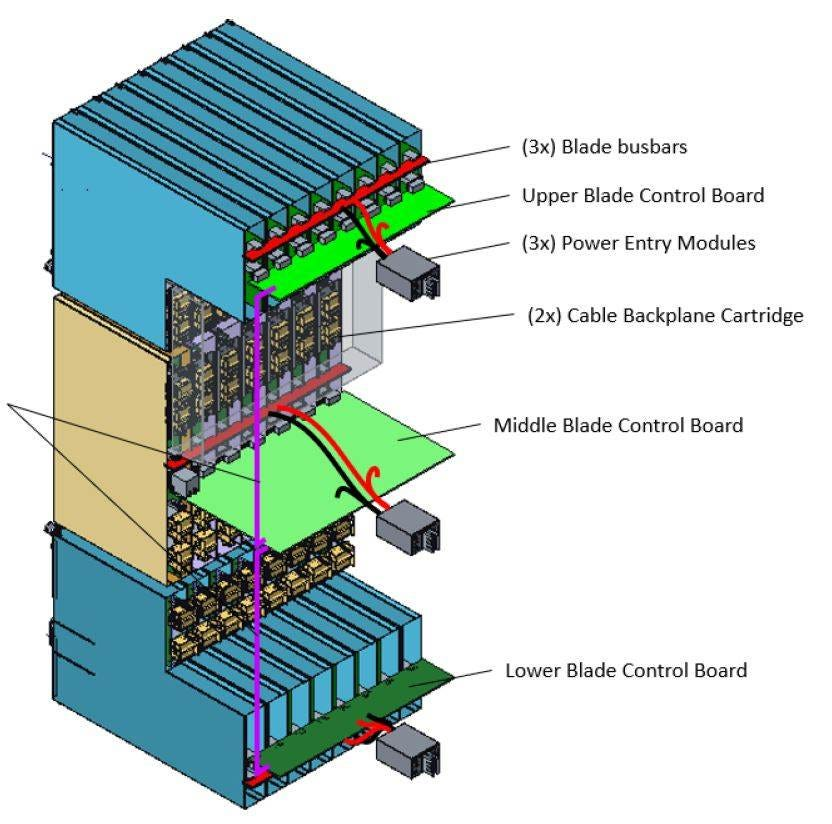 (3x) Blade busbars
Upper Blade Control Board
(3x) Power Entry Modules
(2x) Cable Backplane Cartridge
Middle Blade Control Board
Lower Blade Control Board